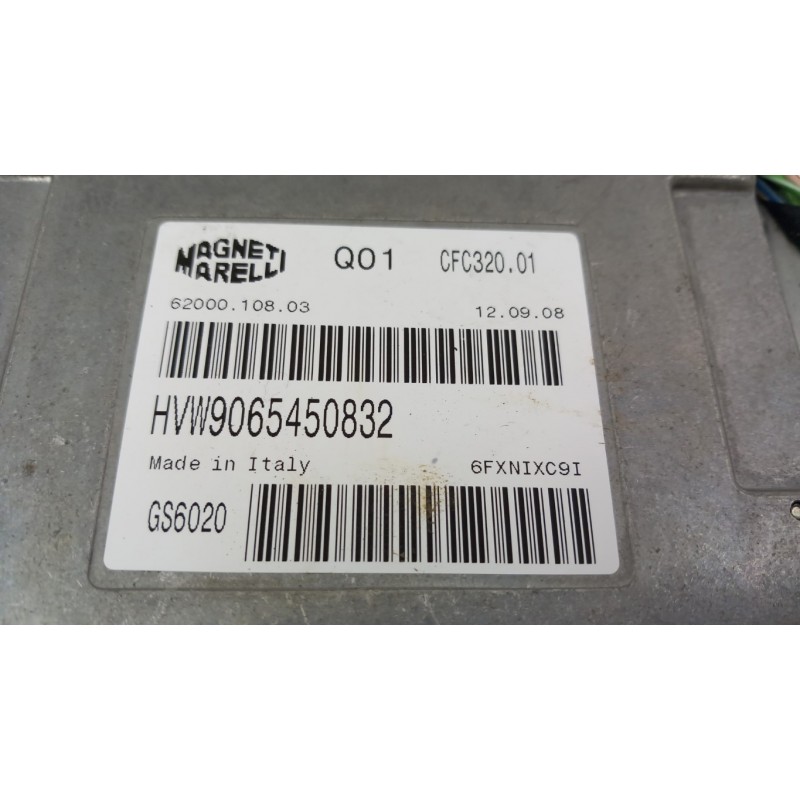 MAGNETI MARELLI Q01 CFC320.01
62000.108.03 12.09.08
HVW9065450832
Made in Italy 6FXNIXC9I
GS6020